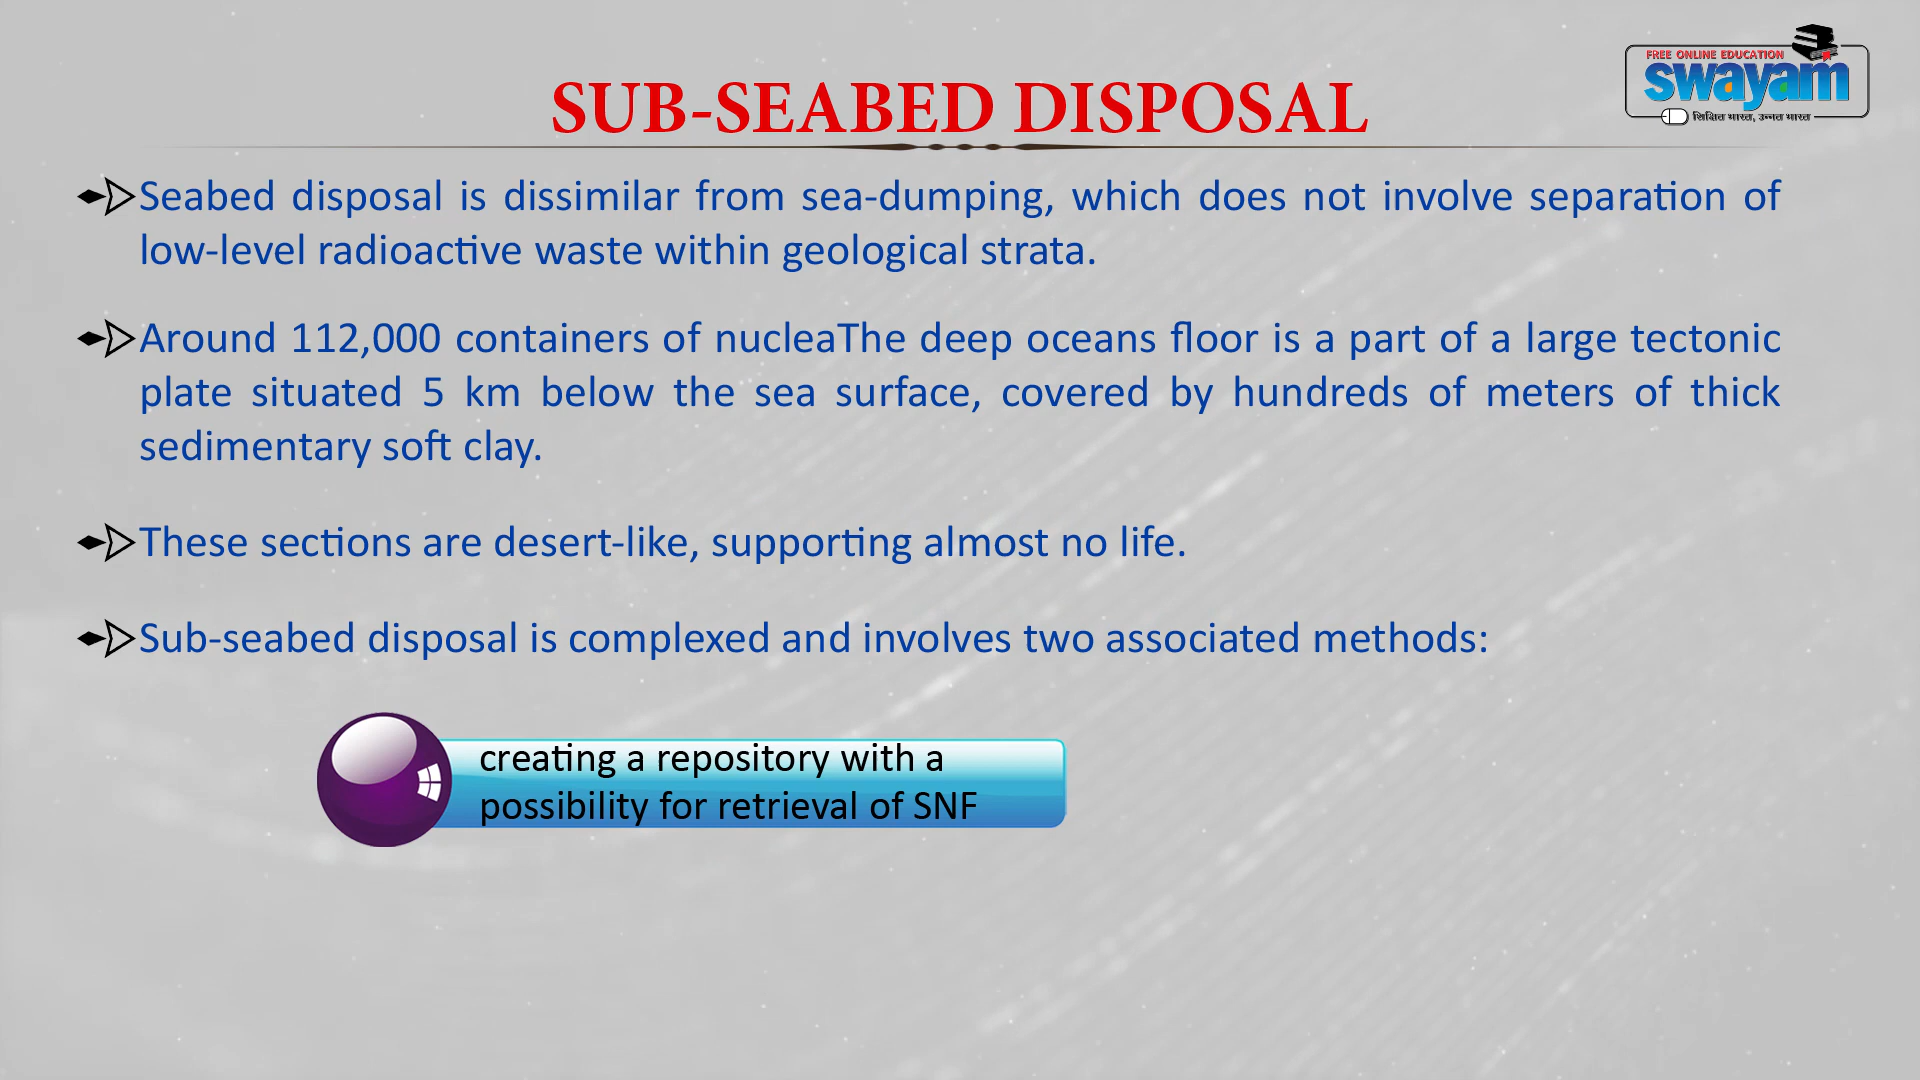 FREE ONLINE EDUCATION
swayam
शिक्षित भारत, उन्नत भारत
SUB-SEABED DISPOSAL
Seabed disposal is dissimilar from sea-dumping, which does not involve separation of
low-level radioactive waste within geological strata.
Around 112,000 containers of nucleaThe deep oceans floor is a part of a large tectonic
plate situated 5 km below the sea surface, covered by hundreds of meters of thick
sedimentary soft clay.
These sections are desert-like, supporting almost no life.
Sub-seabed disposal is complexed and involves two associated methods:
creating a repository with a
possibility for retrieval of SNF